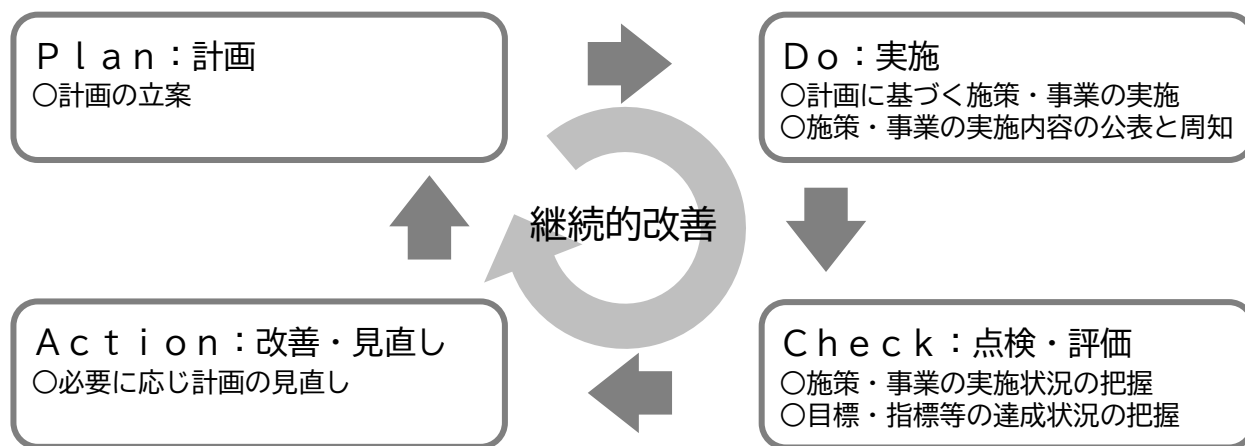 Ｐｌａｎ：計画
○計画の立案
Ｄｏ：実施
○計画に基づく施策・事業の実施
○施策・事業の実施内容の公表と周知
継続的改善
Ａｃｔｉｏｎ：改善・見直し
○必要に応じ計画の見直し
Ｃｈｅｃｋ：点検・評価
○施策・事業の実施状況の把握
○目標・指標等の達成状況の把握